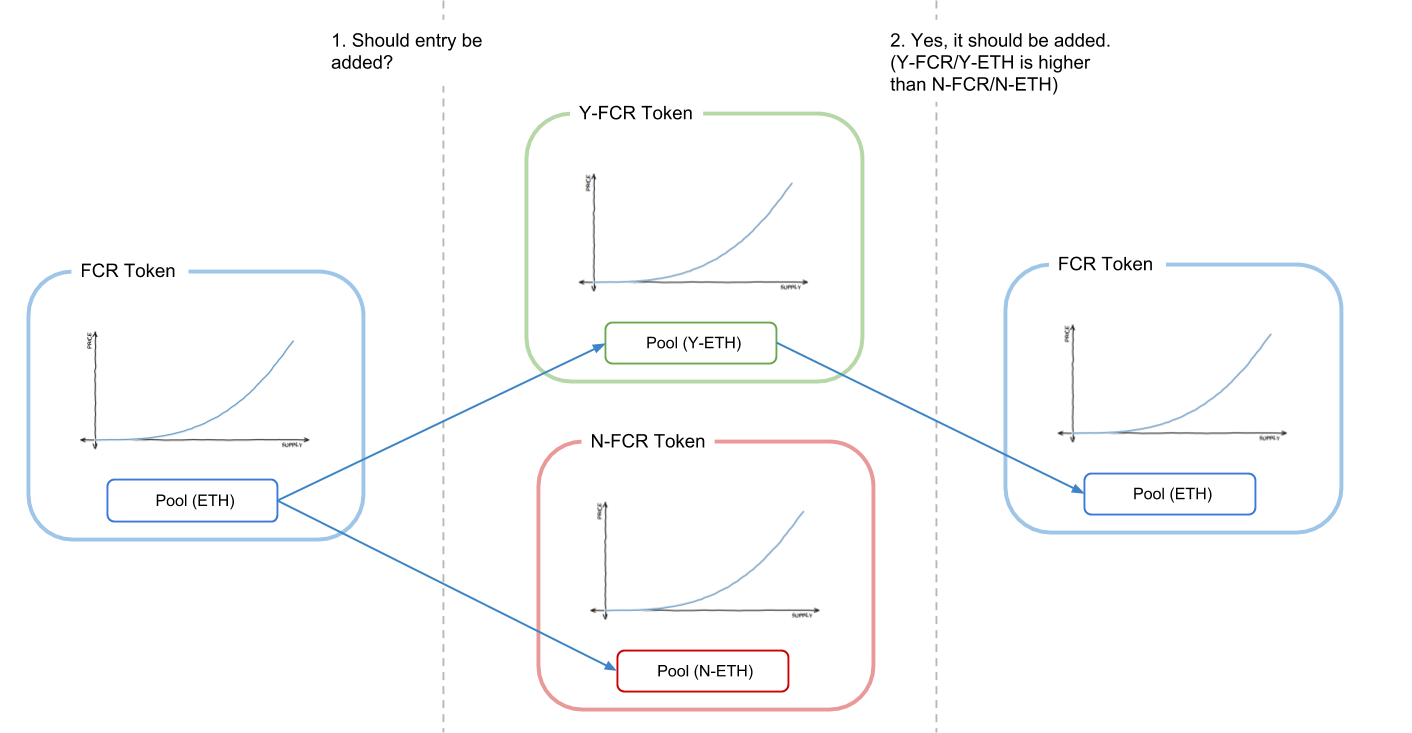 1. Should entry be
added?
2. Yes, it should be added.
(Y-FCR/Y-ETH is higher
than N-FCR/N-ETH)
FCR Token
PRICE
SUPPLY
Pool (ETH)
Y-FCR Token
PRICE
SUPPLY
Pool (Y-ETH)
N-FCR Token
PRICE
SUPPLY
Pool (N-ETH)
FCR Token
PRICE
SUPPLY
Pool (ETH)